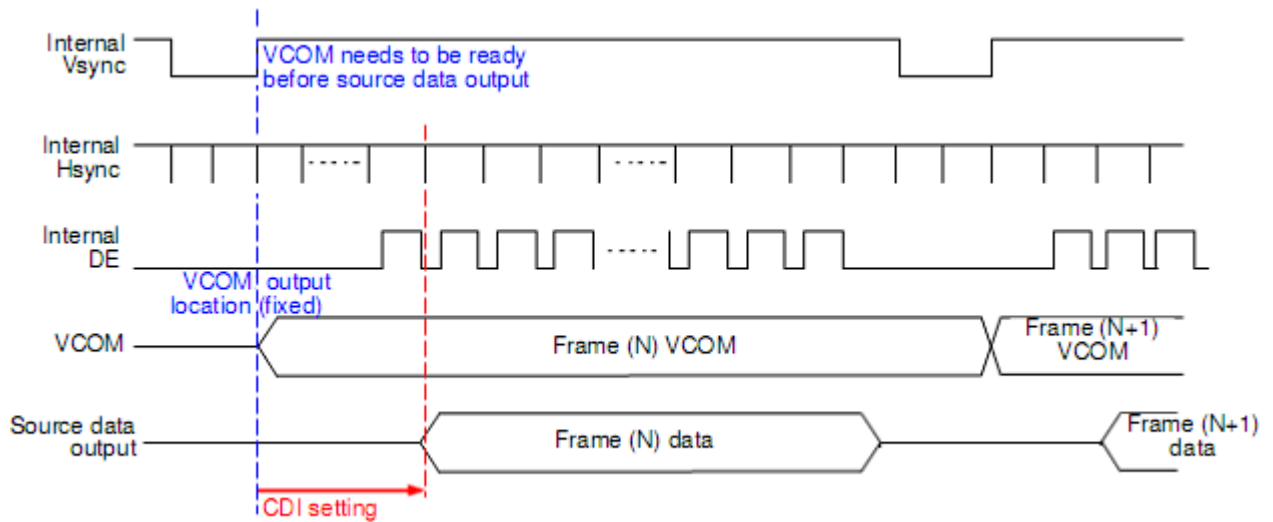 Internal
Vsync
VCOM needs to be ready
before source data output
Internal
Hsync
Internal
DE
VCOM output
location (fixed)
VCOM
Frame (N) VCOM
Frame (N+1)
VCOM
Source data
output
Frame (N) data
Frame (N+1)
data
CDI setting